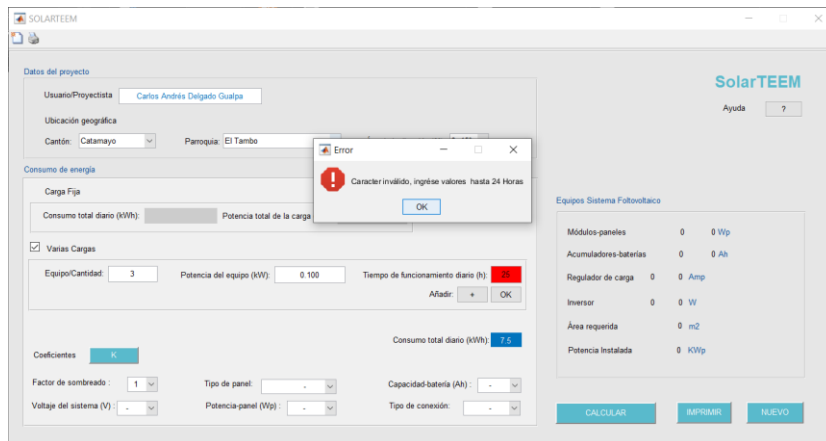 SOLARTEEM
Datos del proyecto
SolarTEEM
Usuario/Proyectista Carlos Andrés Delgado Gualpa
Ayuda ?
Ubicación geográfica
Cantón: Catamayo Parroquia: El Tambo
Error
Caracter inválido, ingrése valores hasta 24 Horas
OK
Consumo de energía
Carga Fija
Consumo total diario (kWh): Potencia total de la carga
Equipos Sistema Foltovoltaico
Módulos-paneles 0 0 Wp
Varias Cargas
Acumuladores-baterías 0 0 Ah
Equipo/Cantidad: 3 Potencia del equipo (kW): 0.100 Tiempo de funcionamiento diario (h): 25
Regulador de carga 0 0 Amp
Añadir: + OK
Inversor 0 0 W
Área requerida 0 m2
Consumo total diario (kWh): 7.5
Potencia Instalada 0 KWp
Coeficientes K
Factor de sombreado : 1 Tipo de panel: - Capacidad-batería (Ah) : -
Voltaje del sistema (V) : - Potencia-panel (Wp) : - Tipo de conexión: -
CALCULAR IMPRIMIR NUEVO